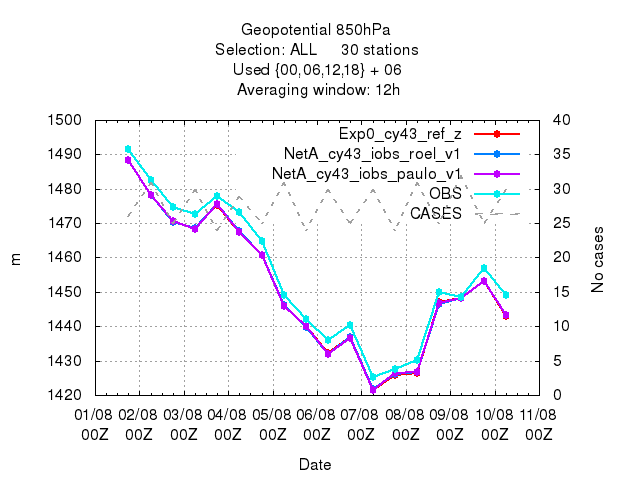 Geopotential 850hPa
Selection: ALL     30 stations
Used {00,06,12,18} + 06
Averaging window: 12h
1500
1490
1480
1470
1460
1450
1440
1430
1420
m
40
35
30
25
20
15
10
5
0
No cases
Exp0_cy43_ref_z
NetA_cy43_iobs_roel_v1
NetA_cy43_iobs_paulo_v1
OBS
CASES
01/08 02/08 03/08 04/08 05/08 06/08 07/08 08/08 09/08 10/08 11/08
00Z 00Z 00Z 00Z 00Z 00Z 00Z 00Z 00Z 00Z 00Z
Date